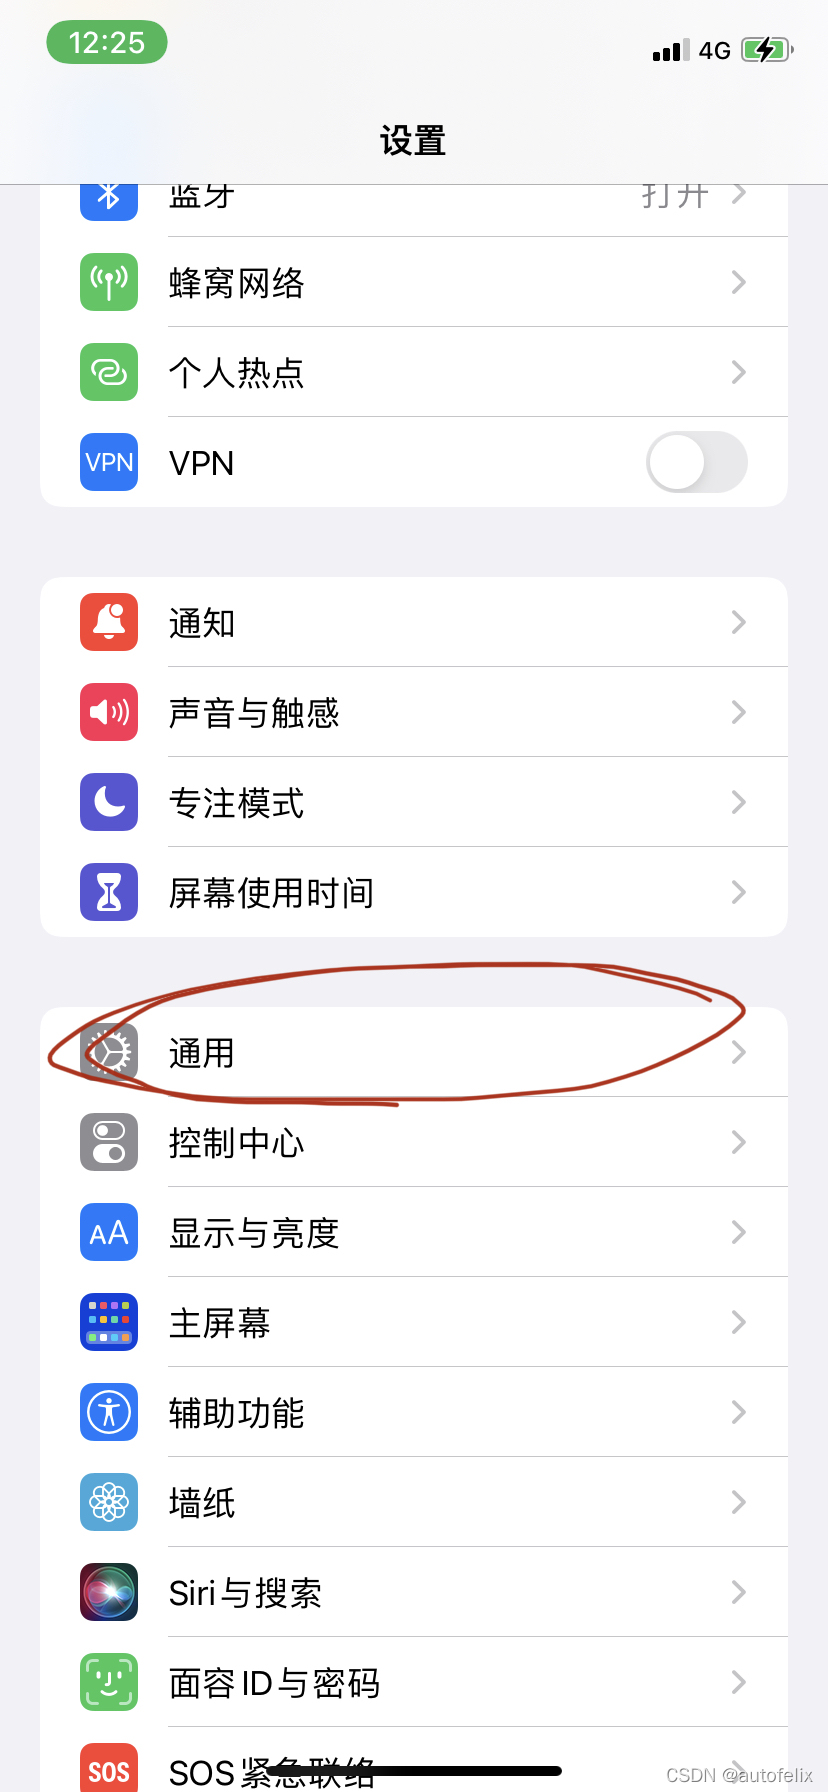 12:25 4G
设置
蓝牙 打开
蜂窝网络
个人热点
VPN VPN
通知
声音与触感
专注模式
屏幕使用时间
通用
控制中心
AA 显示与亮度
主屏幕
辅助功能
墙纸
Siri与搜索
面容ID与密码
SOS SOS紧急联络
CSDN @autofelix